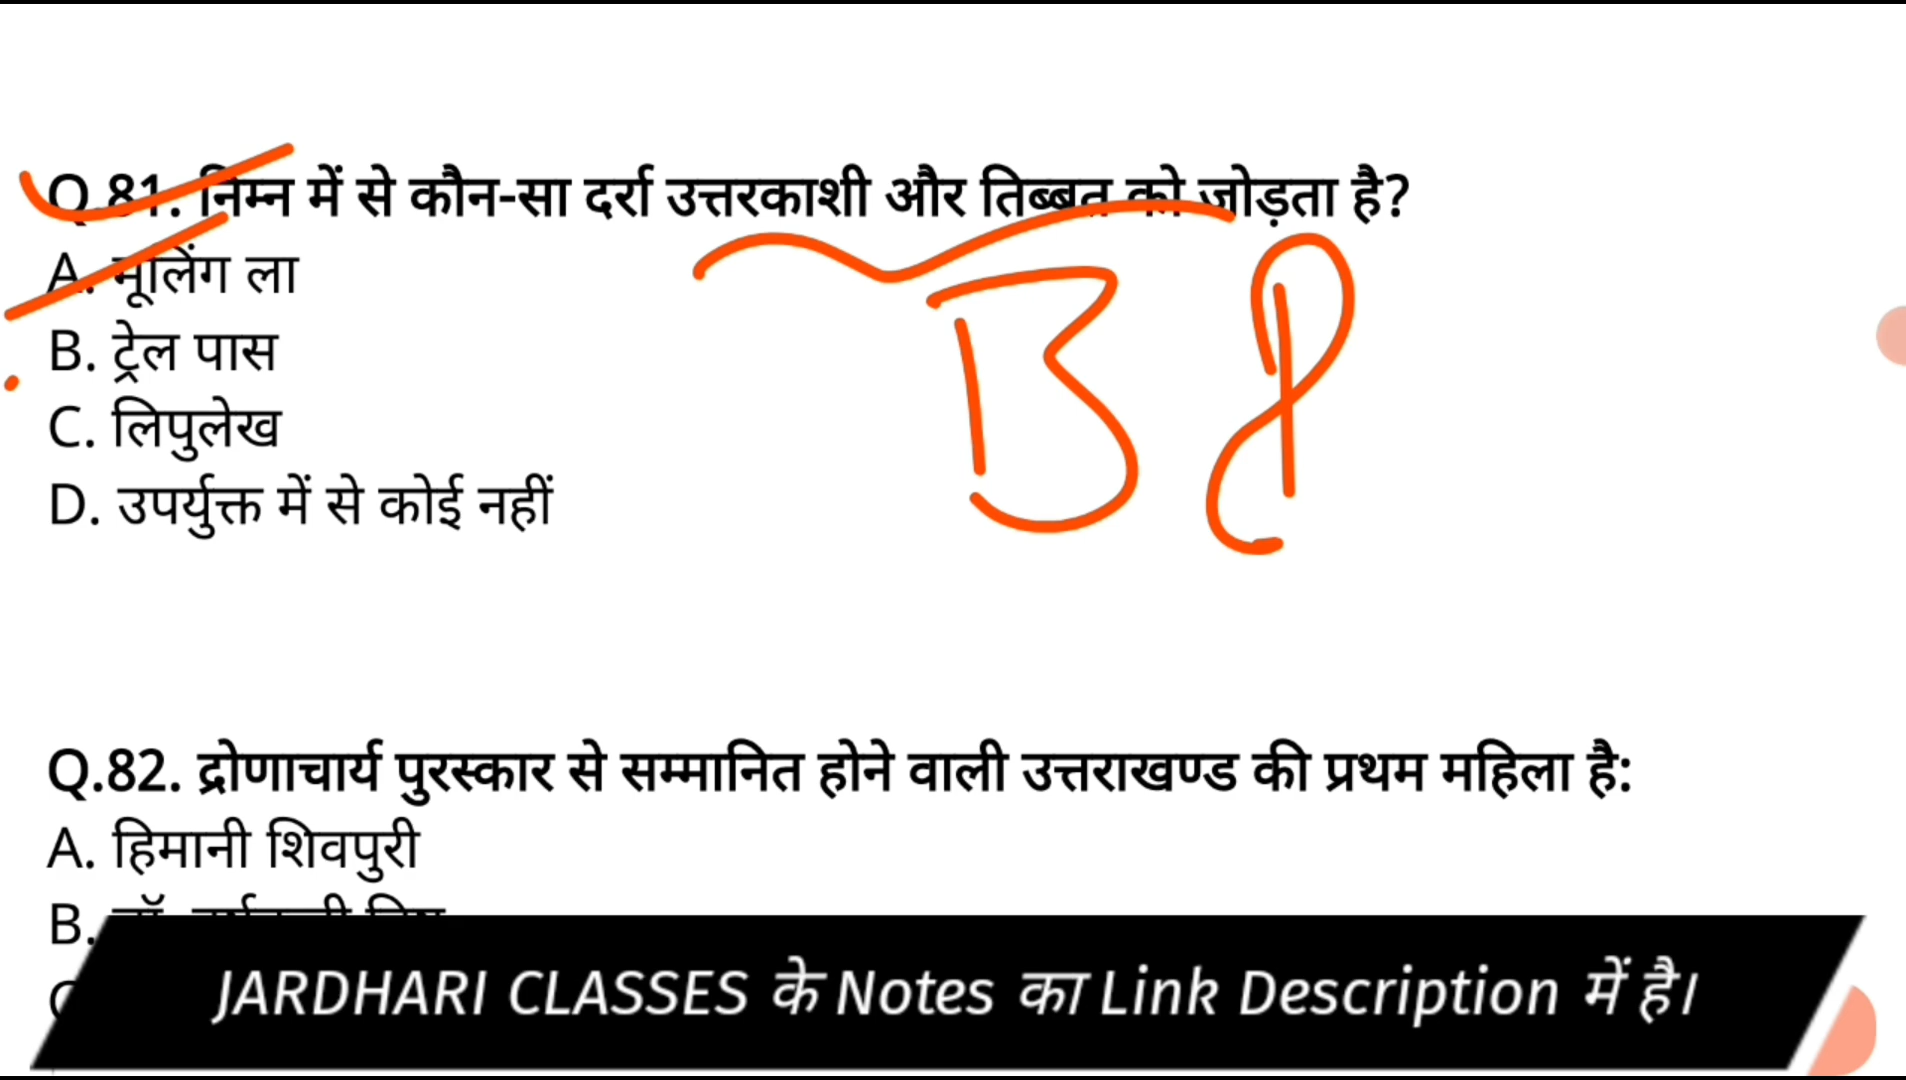 Q.81. निम्न में से कौन-सा दर्रा उत्तरकाशी और तिब्बत को जोड़ता है?
A. मूलिंग ला
B. ट्रेल पास
C. लिपुलेख
D. उपर्युक्त में से कोई नहीं
B P
Q.82. द्रोणाचार्य पुरस्कार से सम्मानित होने वाली उत्तराखण्ड की प्रथम महिला है:
A. हिमानी शिवपुरी
B.
JARDHARI CLASSES के Notes का Link Description में है।